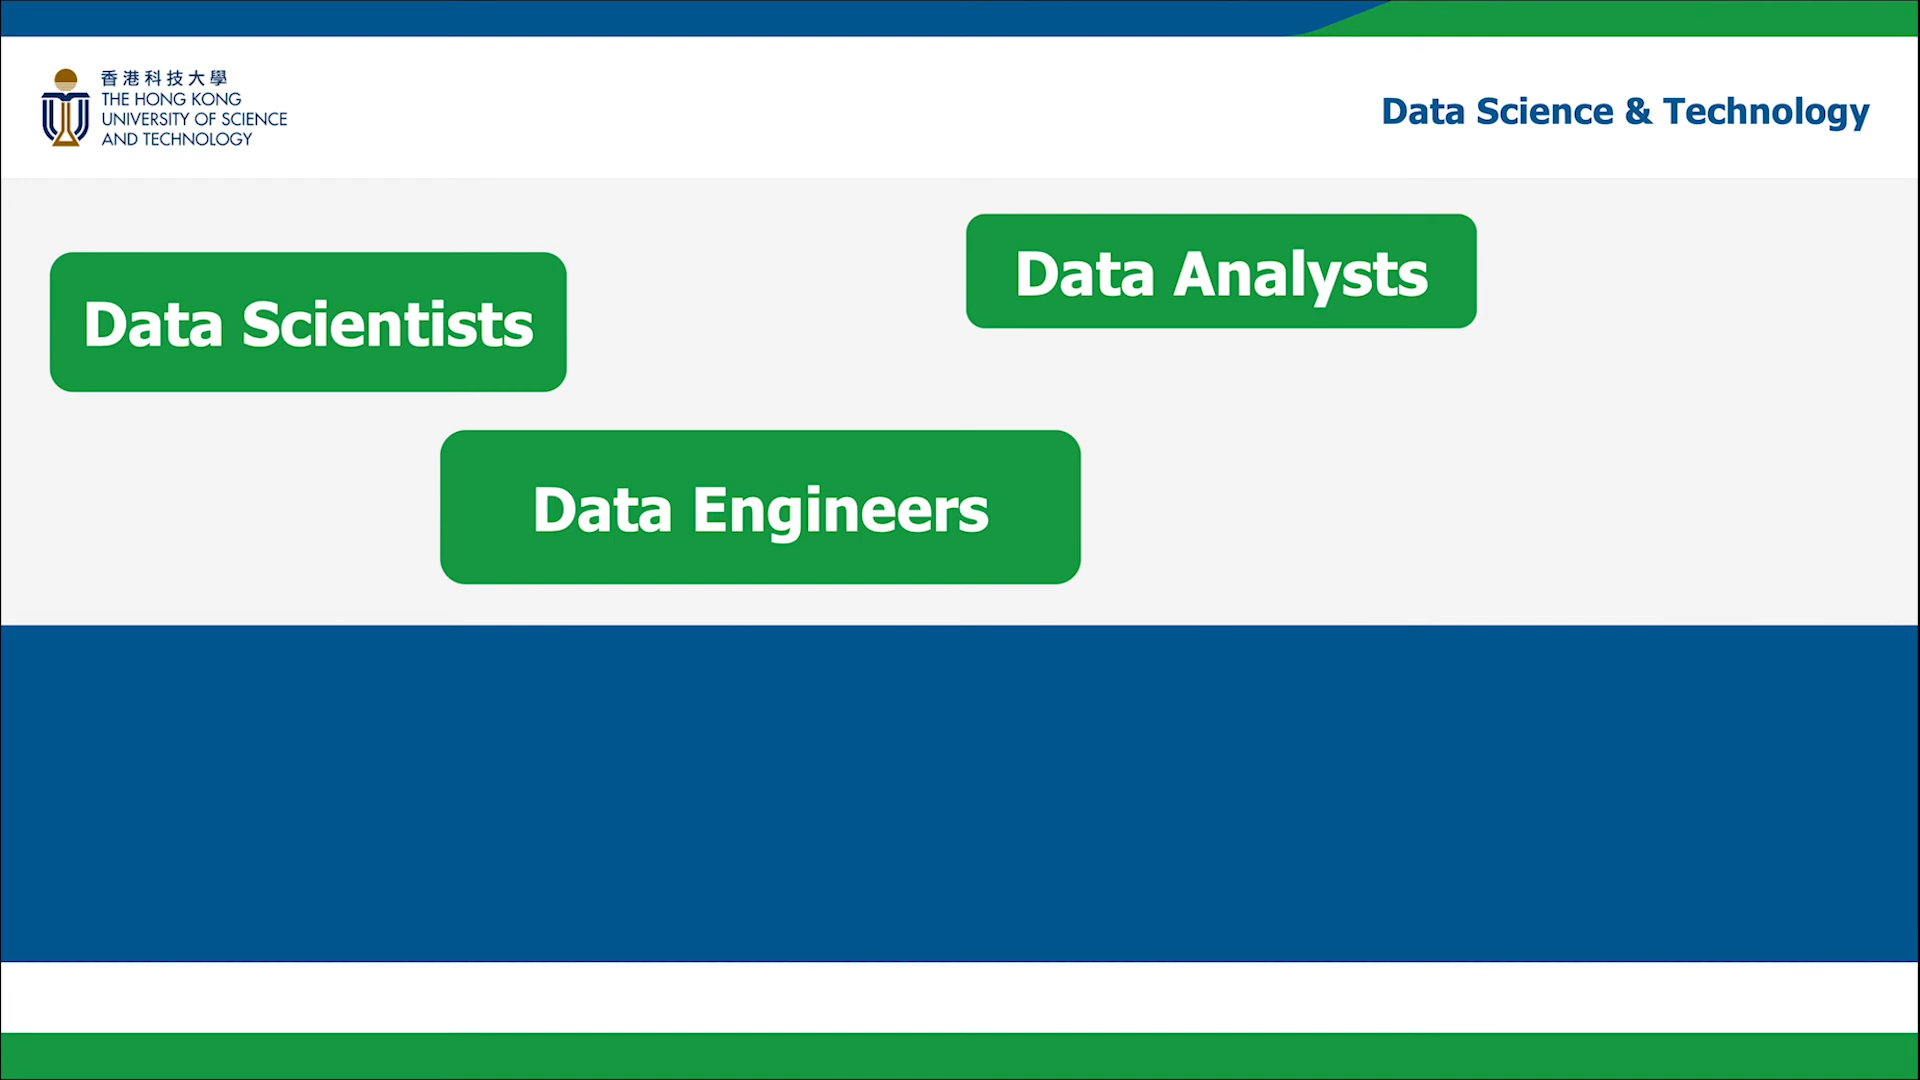 香港科技大學
THE HONG KONG
UNIVERSITY OF SCIENCE
AND TECHNOLOGY
Data Science & Technology
Data Scientists
Data Analysts
Data Engineers